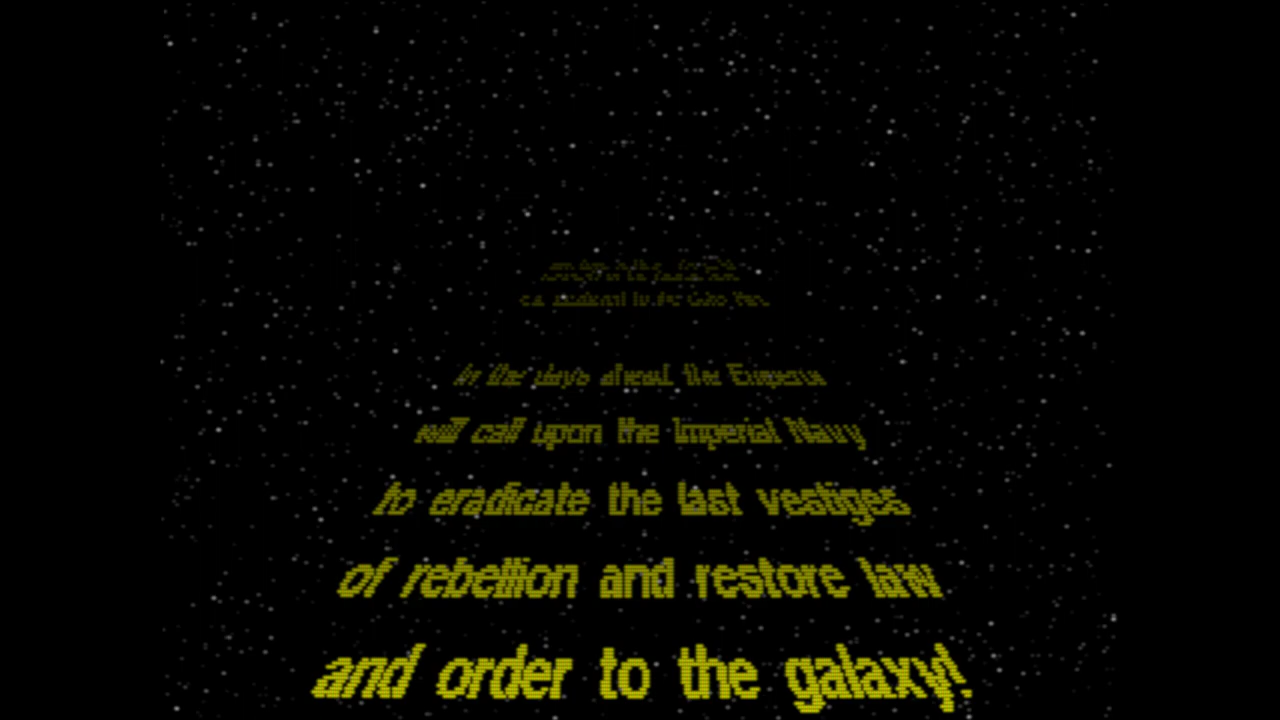 In the days ahead, the Emperor
will call upon the Imperial Navy
to eradicate the last vestiges
of rebellion and restore law
and order to the galaxy!